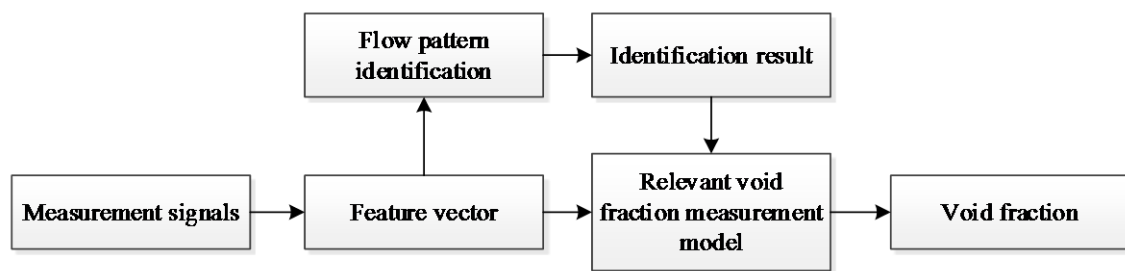 Flow pattern
identification
Identification result
Measurement signals
Feature vector
Relevant void
fraction measurement
model
Void fraction